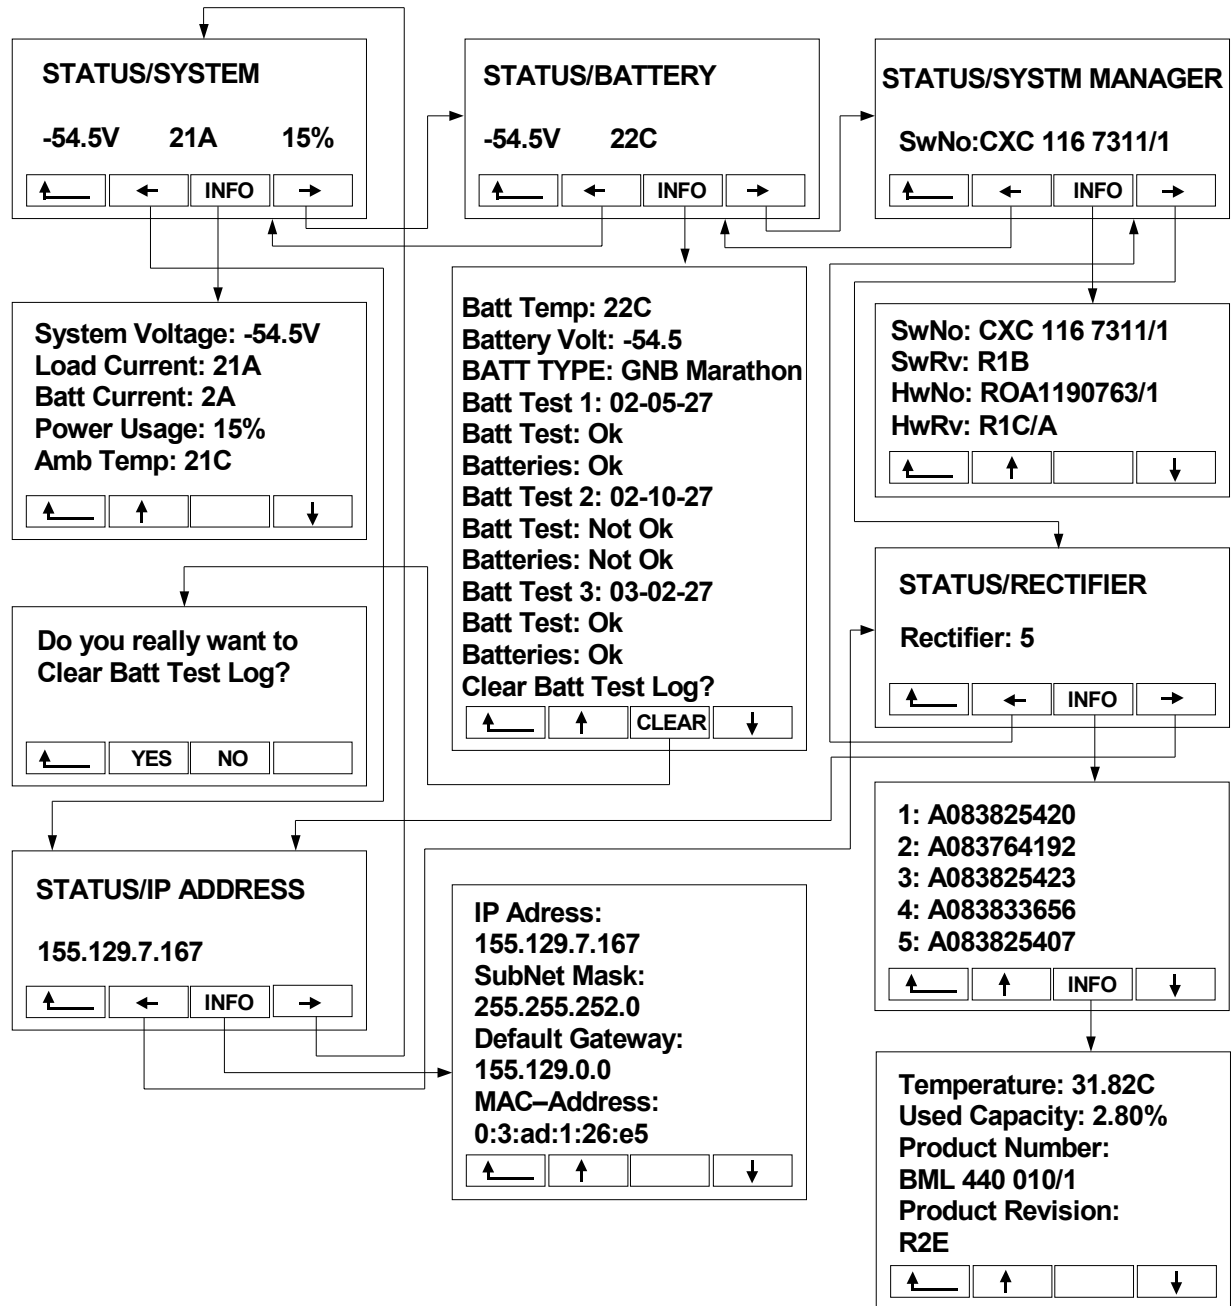 STATUS/SYSTEM
-54.5V 21A 15%
INFO
STATUS/BATTERY
-54.5V 22C
INFO
STATUS/SYSTM MANAGER
SwNo:CXC 116 7311/1
INFO
System Voltage: -54.5V
Load Current: 21A
Batt Current: 2A
Power Usage: 15%
Amb Temp: 21C
Batt Temp: 22C
Battery Volt: -54.5
BATT TYPE: GNB Marathon
Batt Test 1: 02-05-27
Batt Test: Ok
Batteries: Ok
Batt Test 2: 02-10-27
Batt Test: Not Ok
Batteries: Not Ok
Batt Test 3: 03-02-27
Batt Test: Ok
Batteries: Ok
Clear Batt Test Log?
CLEAR
SwNo: CXC 116 7311/1
SwRv: R1B
HwNo: ROA1190763/1
HwRv: R1C/A
Do you really want to
Clear Batt Test Log?
YES NO
STATUS/RECTIFIER
Rectifier: 5
INFO
STATUS/IP ADDRESS
155.129.7.167
INFO
IP Adress:
155.129.7.167
SubNet Mask:
255.255.252.0
Default Gateway:
155.129.0.0
MAC–Address:
0:3:ad:1:26:e5
1: A083825420
2: A083764192
3: A083825423
4: A083833656
5: A083825407
INFO
Temperature: 31.82C
Used Capacity: 2.80%
Product Number:
BML 440 010/1
Product Revision:
R2E